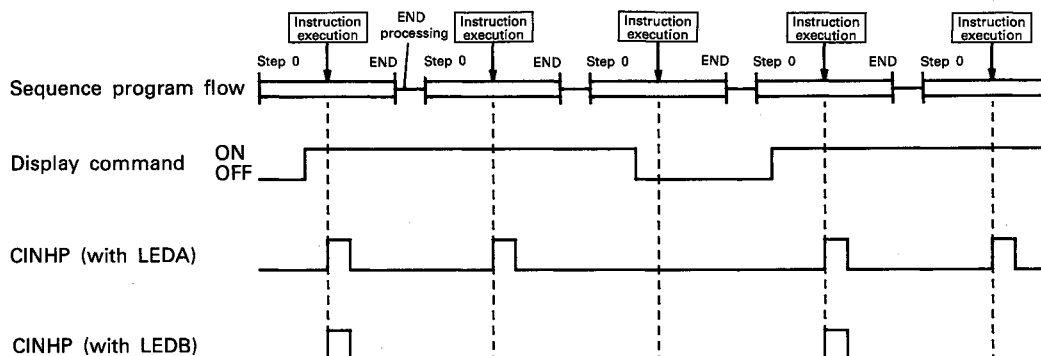 Instruction execution
END processing
Instruction execution
Instruction execution
Instruction execution
Instruction execution
Step 0 END Step 0 END Step 0 END Step 0 END Step 0
Sequence program flow
Display command ON
OFF
CINHP (with LEDA)
CINHP (with LEDB)